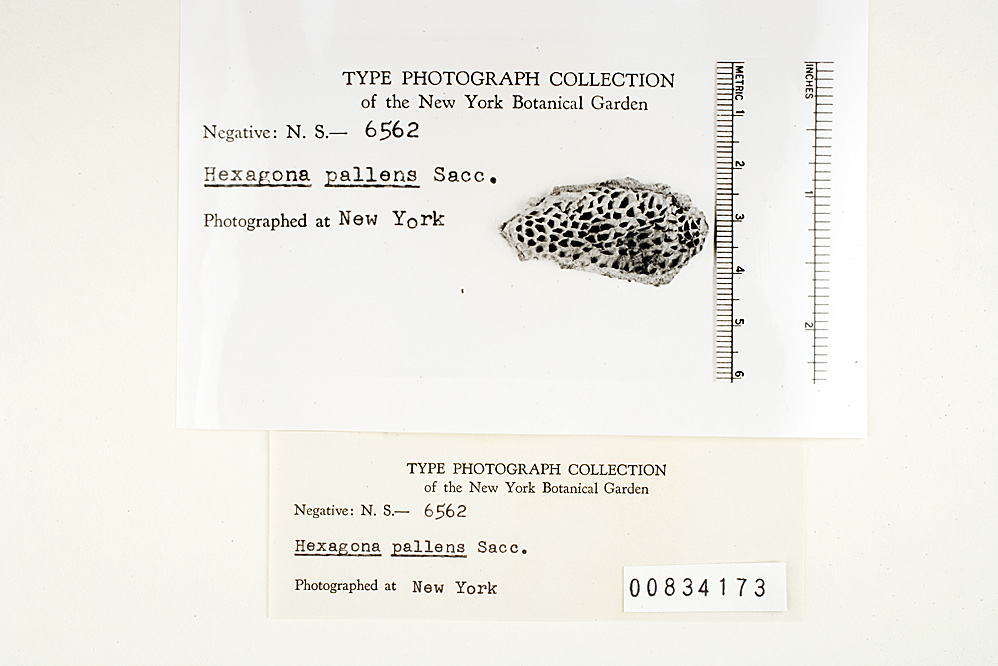 TYPE PHOTOGRAPH COLLECTION
of the New York Botanical Garden
Negative: N. S.— 6562
Hexagona pallens Sacc.
Photographed at New York
METRIC 1 2 3 4 5 6
INCHES 1 2
TYPE PHOTOGRAPH COLLECTION
of the New York Botanical Garden
Negative: N. S.— 6562
Hexagona pallens Sacc.
Photographed at New York
00834173